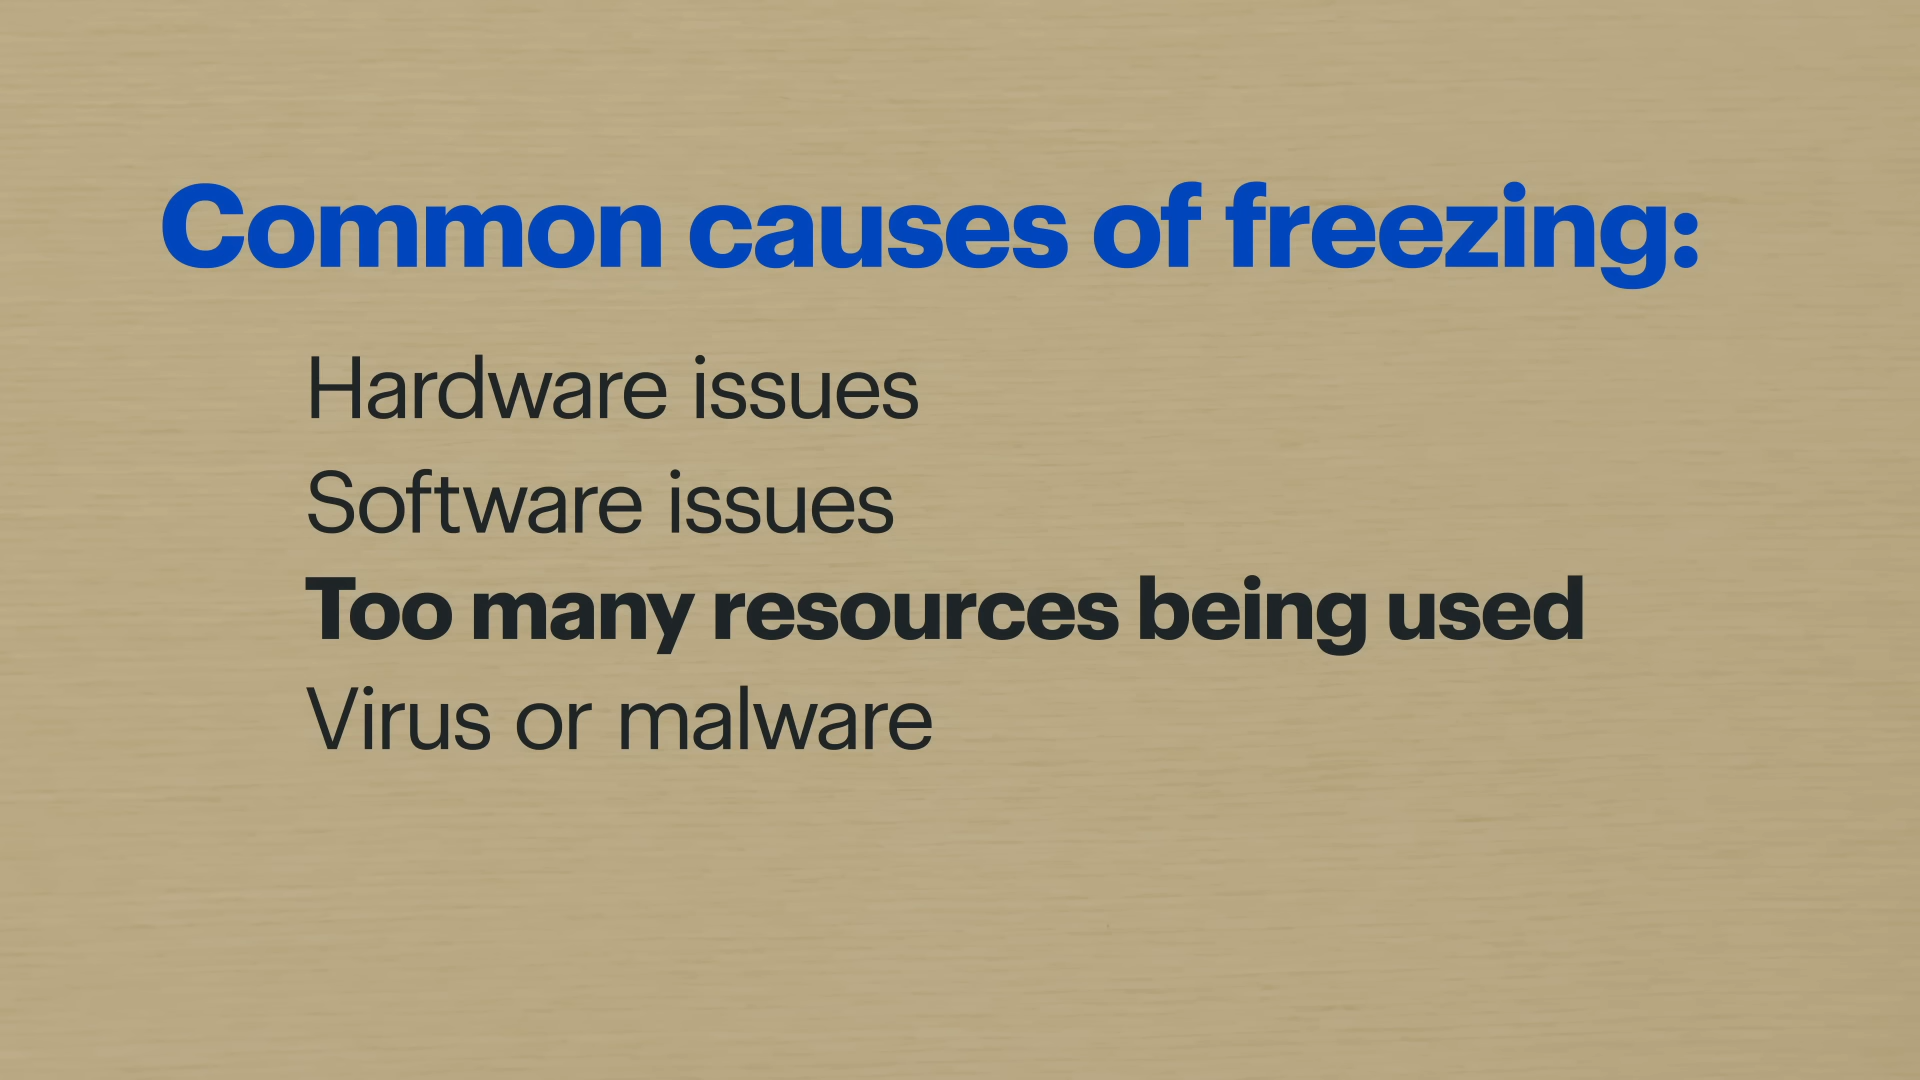 Common causes of freezing:
Hardware issues
Software issues
Too many resources being used
Virus or malware